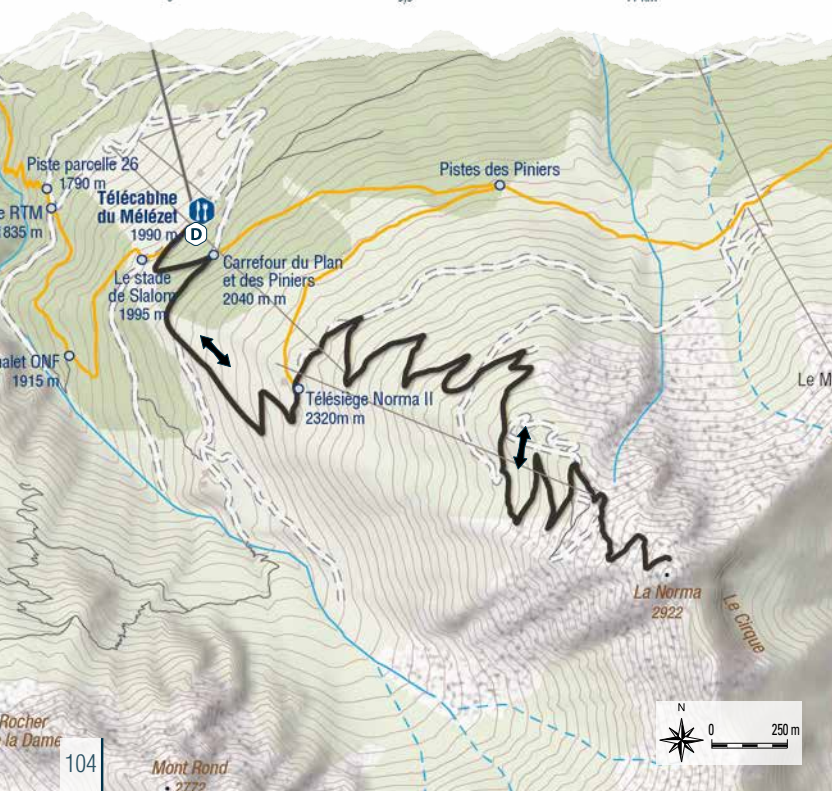 Piste parcelle 26
1790 m
Télécabine
du Mélézet
1990 m
D
e RTM
1835 m
Pistes des Piniers
Carrefour du Plan
et des Piniers
2040 m m
Le stade
de Slalom
1995 m
alet ONF
1915 m
Télésiège Norma II
2320m m
Le M
La Norma
2922
Le Cirque
Rocher
la Dame
104
Mont Rond
2772
N
0 250 m